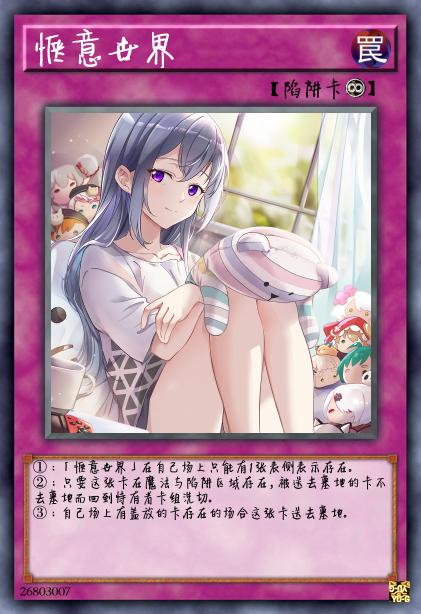 惬意世界
罠
【陷阱卡♾】
①：「惬意世界」在自己场上只能有1张表侧表示存在。
②：只要这张卡在魔法与陷阱区域存在，被送去墓地的卡不
去墓地而回到持有者卡组洗切。
③：自己场上有盖放的卡存在的场合这张卡送去墓地。
26803007